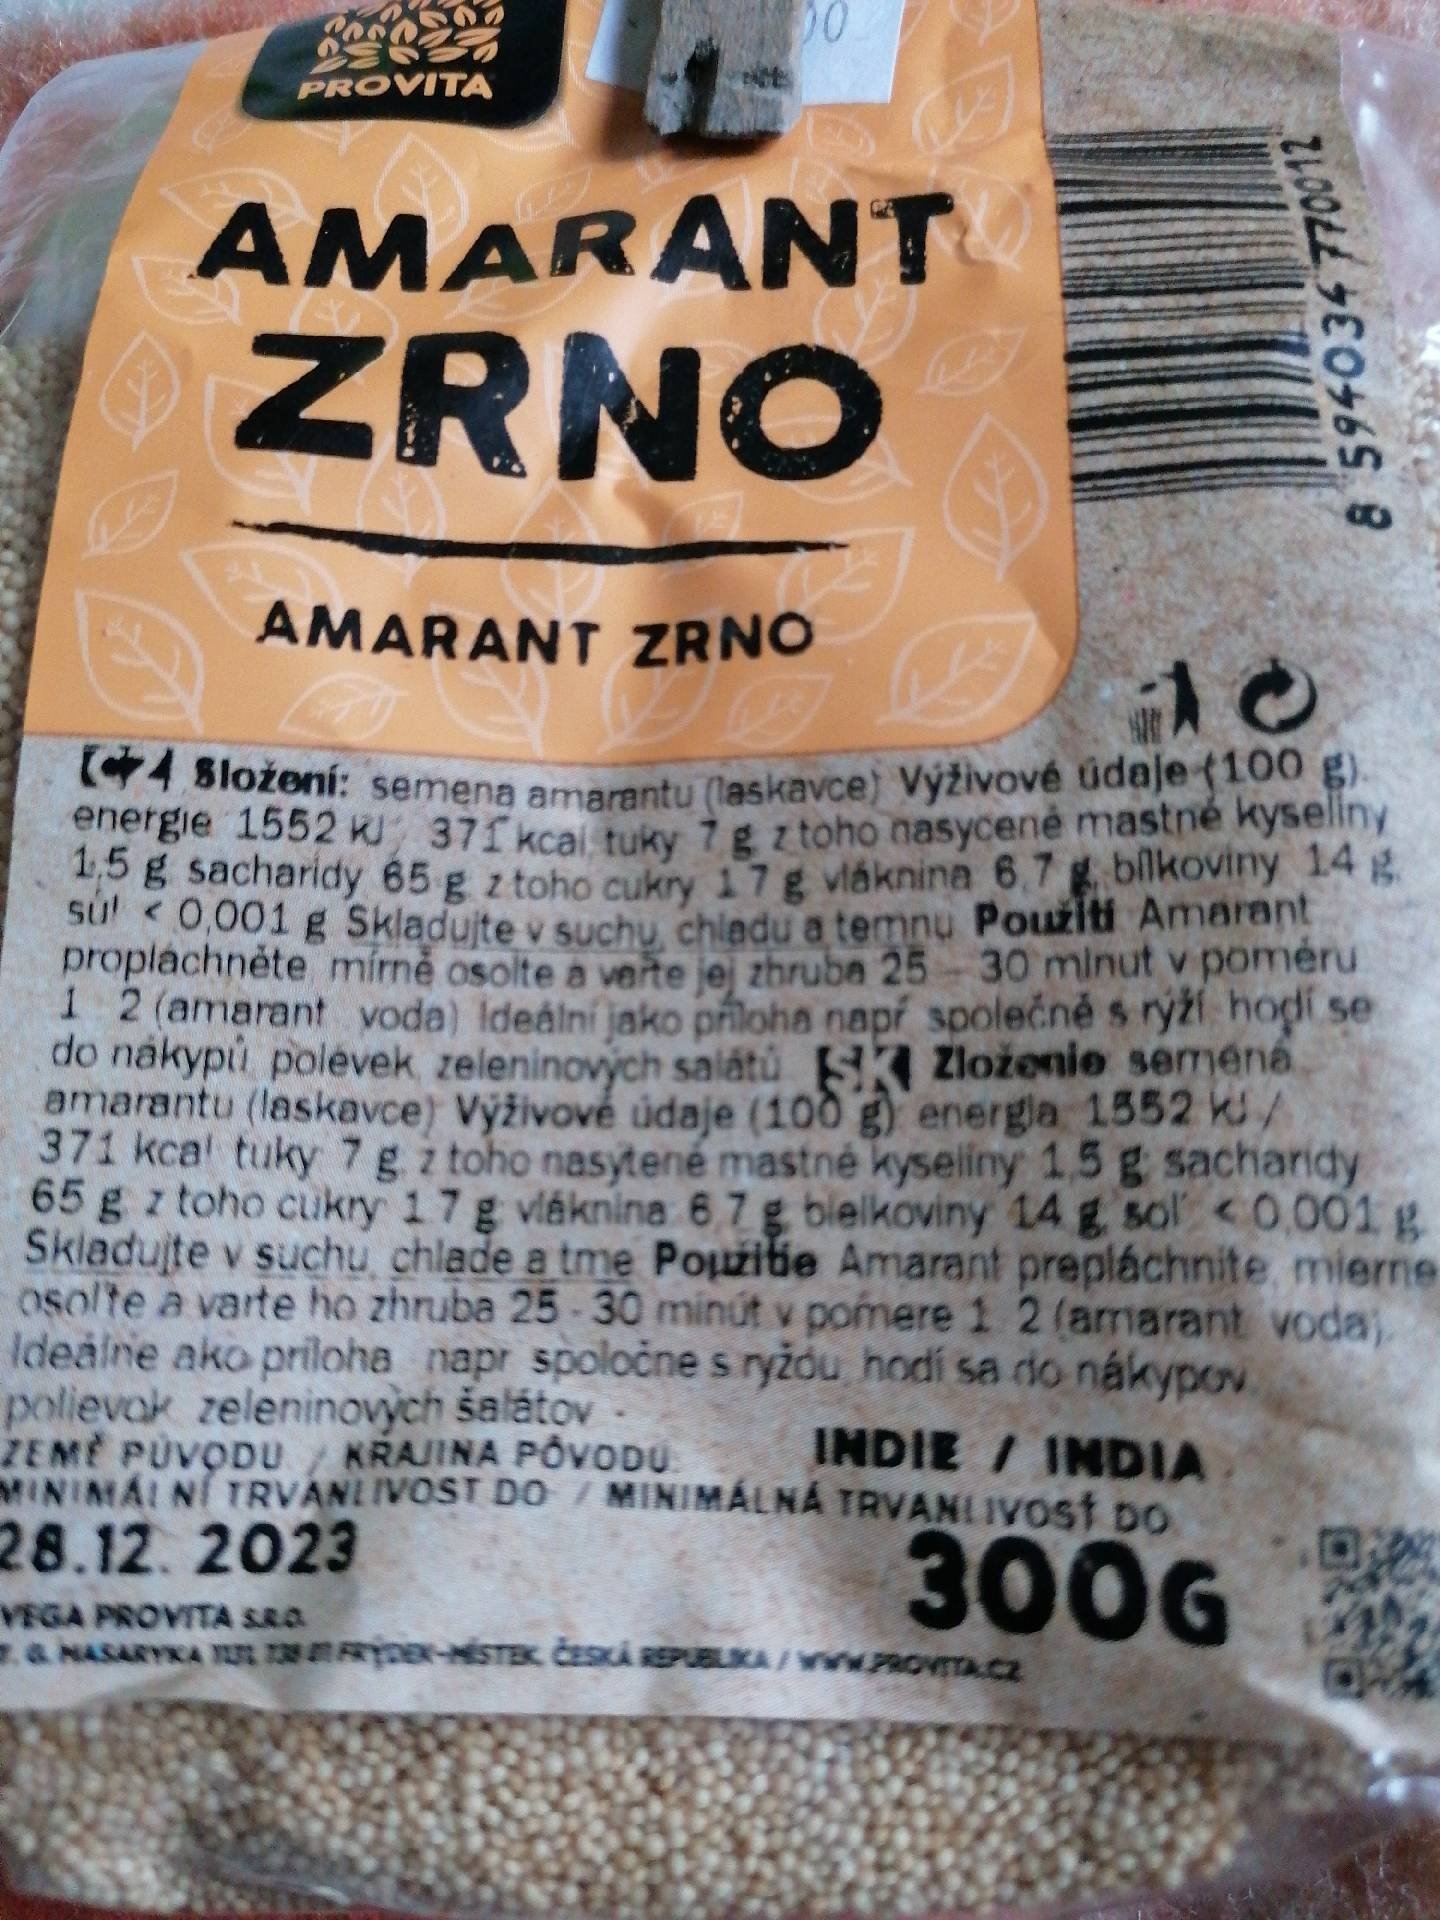 PROVITA
00
AMARANT
ZRNO
AMARANT ZRNO
8 594034 770012
Složení: semena amarantu (laskavce) Výživové údaje (100 g).
energie 1552 kJ 371 kcal, tuky 7 g z toho nasycené mastné kyseliny
1,5 g sacharidy 65 g z toho cukry 1 7 g vláknina 6,7 g, bílkoviny 14 g,
sůl < 0,001 g Skladujte v suchu, chladu a temnu Použití Amarant
propláchněte, mírně osolte a vařte jej zhruba 25 - 30 minut v poměru
1 2 (amarant voda) Ideální jako příloha např společně s rýží hodí se
do nákypů, polévek, zeleninových salátů SK Zloženie semená
amarantu (laskavce) Výživové údaje (100 g) energia 1552 kJ /
371 kcal tuky 7 g z toho nasytené mastné kyseliny 1,5 g sacharidy
65 g z toho cukry 1 7 g vláknina 6 7 g bielkoviny 14 g, soľ < 0,001 g
Skladujte v suchu, chlade a tme Použitie Amarant prepláchnite, mierne
osoľte a varte ho zhruba 25 - 30 minút v pomere 1 2 (amarant voda).
Ideálne ako príloha napr spoločne s ryžou, hodí sa do nákypov,
polievok zeleninových šalátov -
ZEMĚ PŮVODU / KRAJINA PÔVODU: INDIE / INDIA
MINIMÁLNÍ TRVANLIVOST DO / MINIMÁLNÁ TRVANLIVOSŤ DO
28.12. 2023
300G
VEGA PROVITA S.R.O.
T. G. MASARYKA FRÝDEK-MÍSTEK, ČESKÁ REPUBLIKA / WWW.PROVITA.CZ